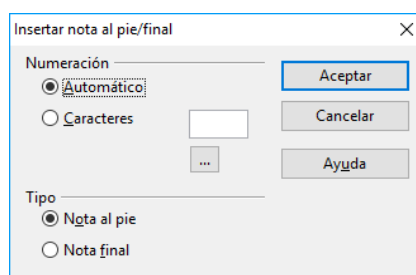 Insertar nota al pie/final
Numeración
Automático
Caracteres
...
Tipo
Nota al pie
Nota final
Aceptar
Cancelar
Ayuda